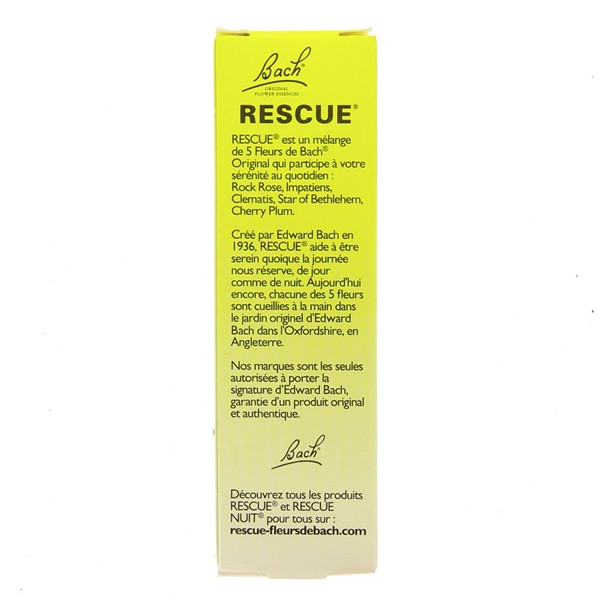 Bach®
ORIGINAL
FLOWER ESSENCES
RESCUE®
RESCUE® est un mélange
de 5 Fleurs de Bach®
Original qui participe à votre
sérénité au quotidien :
Rock Rose, Impatiens,
Clematis, Star of Bethlehem,
Cherry Plum.
Créé par Edward Bach en
1936, RESCUE® aide à être
serein quoique la journée
nous réserve, de jour
comme de nuit. Aujourd'hui
encore, chacune des 5 fleurs
sont cueillies à la main dans
le jardin originel d'Edward
Bach dans l'Oxfordshire, en
Angleterre.
Nos marques sont les seules
autorisées à porter la
signature d'Edward Bach,
garantie d'un produit original
et authentique.
Bach®
Découvrez tous les produits
RESCUE® et RESCUE
NUIT® pour tous sur :
rescue-fleursdebach.com